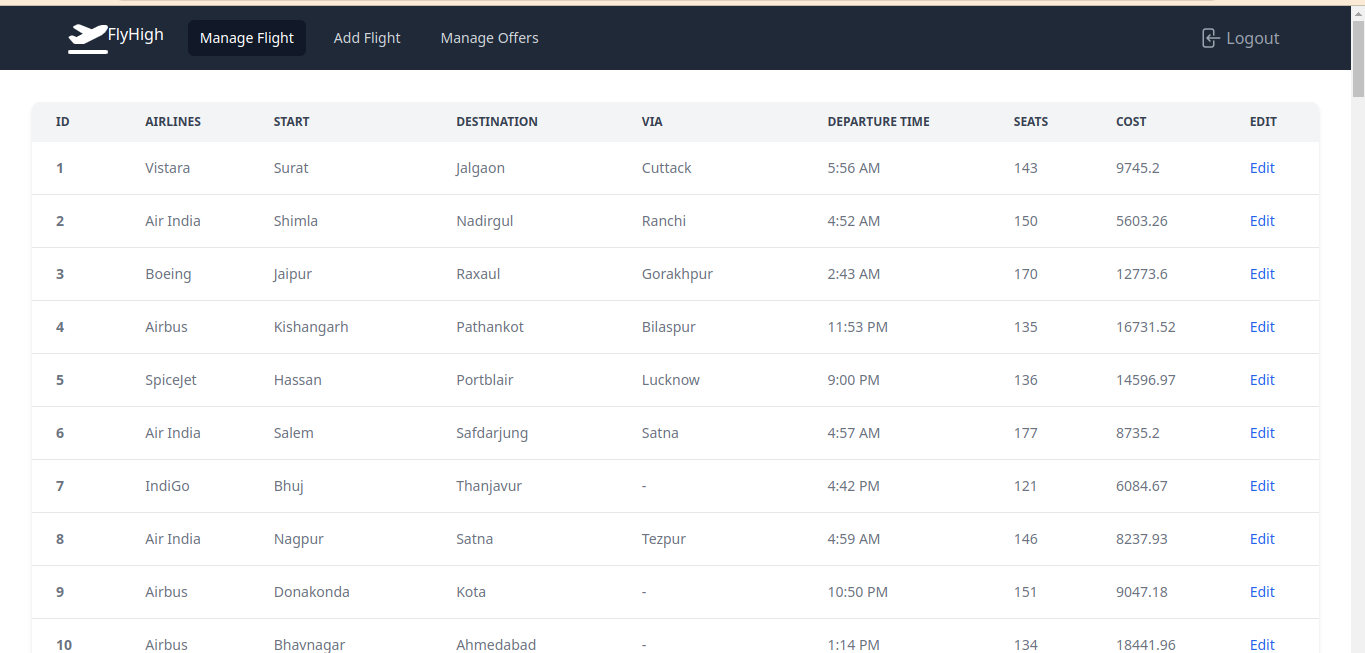 FlyHigh Manage Flight Add Flight Manage Offers Logout
ID AIRLINES START DESTINATION VIA DEPARTURE TIME SEATS COST EDIT
1 Vistara Surat Jalgaon Cuttack 5:56 AM 143 9745.2 Edit
2 Air India Shimla Nadirgul Ranchi 4:52 AM 150 5603.26 Edit
3 Boeing Jaipur Raxaul Gorakhpur 2:43 AM 170 12773.6 Edit
4 Airbus Kishangarh Pathankot Bilaspur 11:53 PM 135 16731.52 Edit
5 SpiceJet Hassan Portblair Lucknow 9:00 PM 136 14596.97 Edit
6 Air India Salem Safdarjung Satna 4:57 AM 177 8735.2 Edit
7 IndiGo Bhuj Thanjavur - 4:42 PM 121 6084.67 Edit
8 Air India Nagpur Satna Tezpur 4:59 AM 146 8237.93 Edit
9 Airbus Donakonda Kota - 10:50 PM 151 9047.18 Edit
10 Airbus Bhavnagar Ahmedabad - 1:14 PM 134 18441.96 Edit